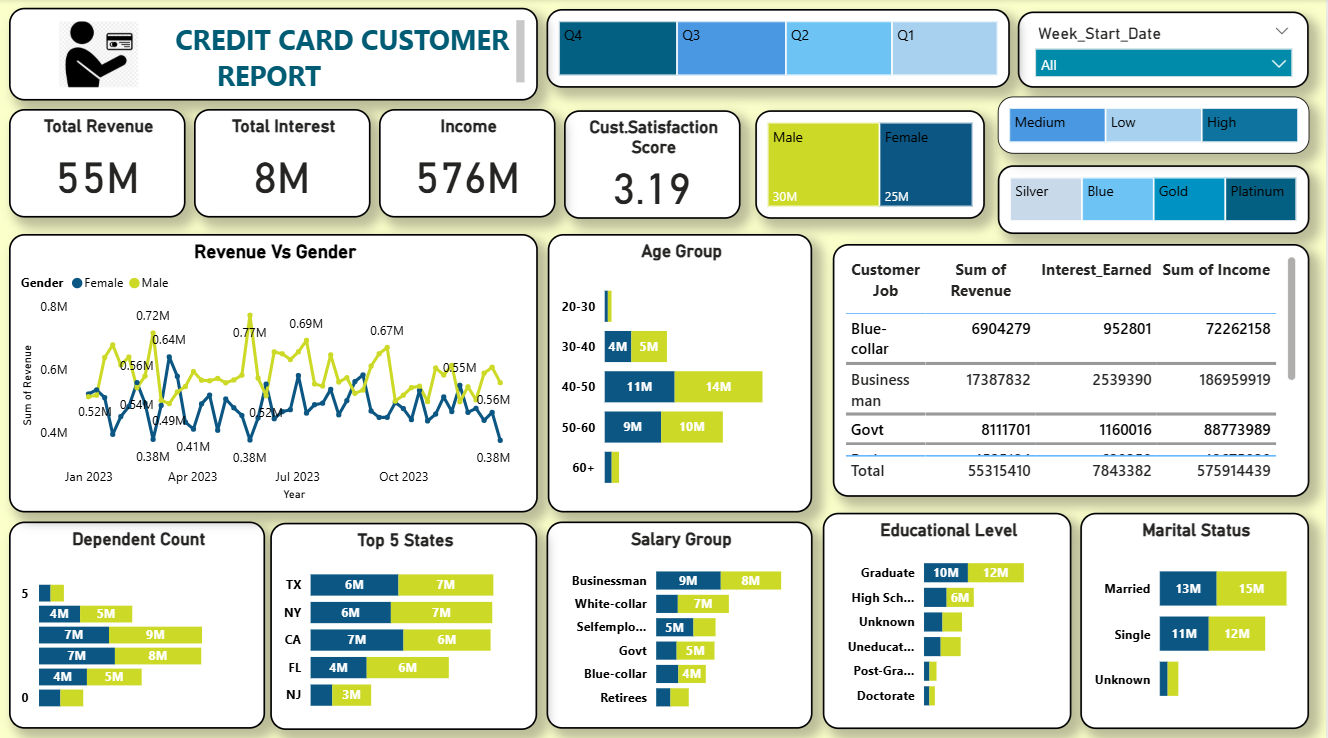 CREDIT CARD CUSTOMER
REPORT
Q4 Q3 Q2 Q1
Week_Start_Date
All
Total Revenue
55M
Total Interest
8M
Income
576M
Cust.Satisfaction
Score
3.19
Male Female
30M 25M
Medium Low High
Silver Blue Gold Platinum
Revenue Vs Gender
Gender Female Male
Sum of Revenue
0.8M
0.6M
0.4M
0.72M
0.64M
0.56M
0.54M
0.52M
0.49M
0.41M
0.38M
0.77M
0.69M
0.67M
0.52M
0.38M
0.55M
0.56M
0.38M
Jan 2023 Apr 2023 Jul 2023 Oct 2023
Year
Age Group
20-30
30-40 4M 5M
40-50 11M 14M
50-60 9M 10M
60+
Customer Sum of Interest_Earned Sum of Income
Job Revenue
Blue- 6904279 952801 72262158
collar
Business 17387832 2539390 186959919
man
Govt 8111701 1160016 88773989
Total 55315410 7843382 575914439
Dependent Count
5
4M 5M
7M 9M
7M 8M
4M 5M
0
Top 5 States
TX 6M 7M
NY 6M 7M
CA 7M 6M
FL 4M 6M
NJ 3M
Salary Group
Businessman 9M 8M
White-collar 7M
Selfemplo... 5M
Govt 5M
Blue-collar 4M
Retirees
Educational Level
Graduate 10M 12M
High Sch... 6M
Unknown
Uneducat...
Post-Gra...
Doctorate
Marital Status
Married 13M 15M
Single 11M 12M
Unknown